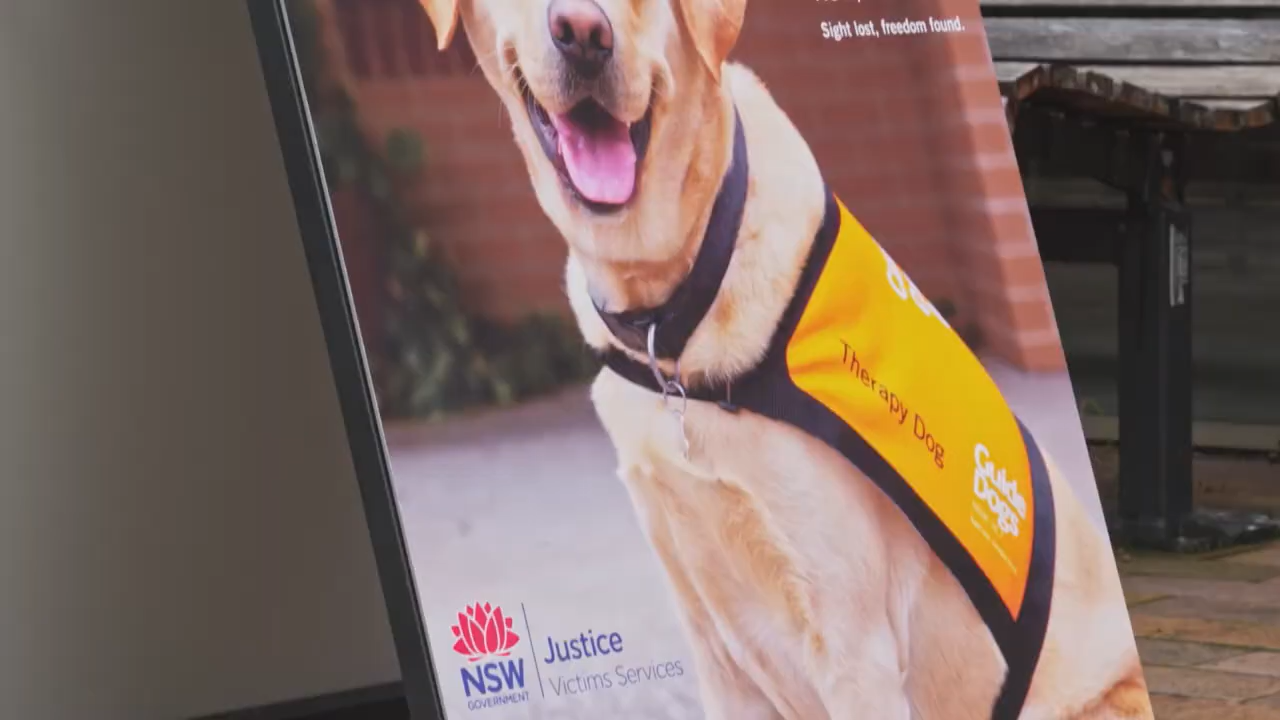 Sight lost, freedom found.
Therapy Dog
Guide
Dogs
Justice
Victims Services
NSW
GOVERNMENT